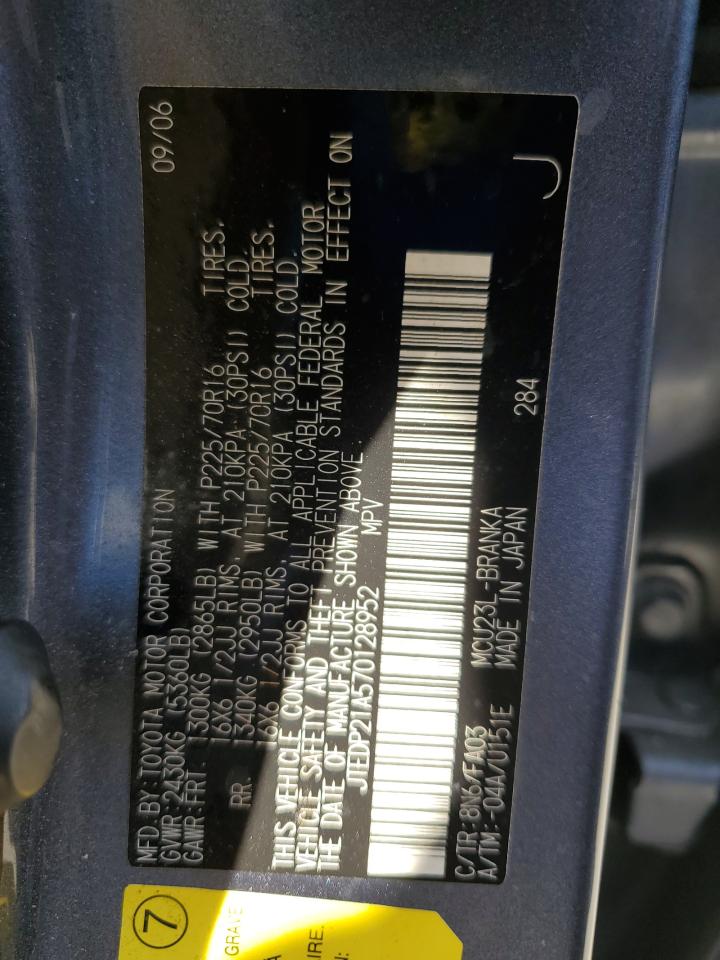 MFD.BY:TOYOTA MOTOR CORPORATION 09/06
GVWR:2430KG (5360LB)
GAWR:FRT. 1300KG (2865LB) WITH P225/70R16 TIRES.
16X6 1/2JJ RIMS, AT 210KPA (30PSI) COLD.
RR. 1340KG (2950LB) WITH P225/70R16 TIRES.
16X6 1/2JJ RIMS, AT 210KPA (30PSI) COLD.
THIS VEHICLE CONFORMS TO ALL APPLICABLE FEDERAL MOTOR
VEHICLE SAFETY AND THEFT PREVENTION STANDARDS IN EFFECT ON
THE DATE OF MANUFACTURE SHOWN ABOVE.
JTEDP21A570128952 MPV
C/TR:8N6/FA03 MCU23L-BRANKA
A/TM:-04A/U151E MADE IN JAPAN
284
J
7
GRAVE
AIRE.
N: